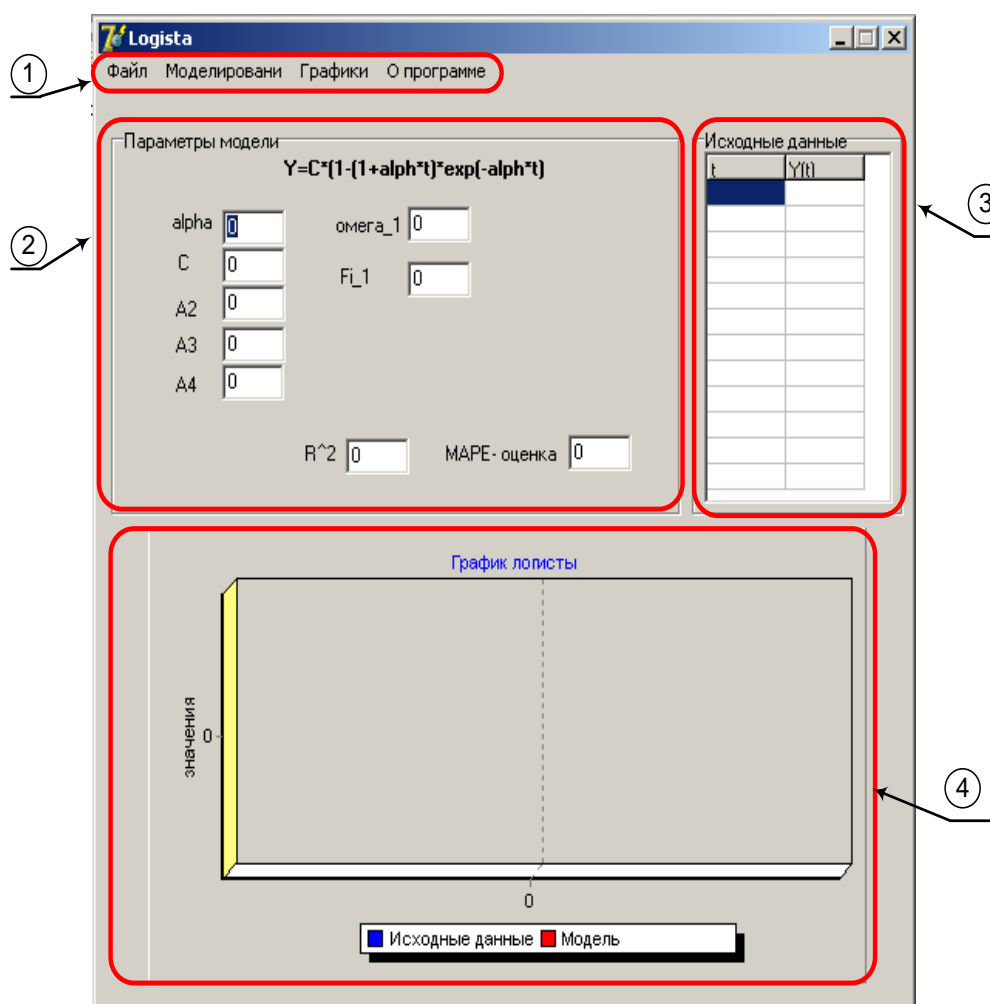 Logista
1
Файл Моделировани Графики О программе
Параметры модели
Y=C*(1-(1+alph*t)*exp(-alph*t)
Исходные данные
t Y(t)
3
2
alpha 0
омега_1 0
C 0
Fi_1 0
A2 0
A3 0
A4 0
R^2 0
MAPE- оценка 0
График логисты
значения
0
4
0
Исходные данные Модель